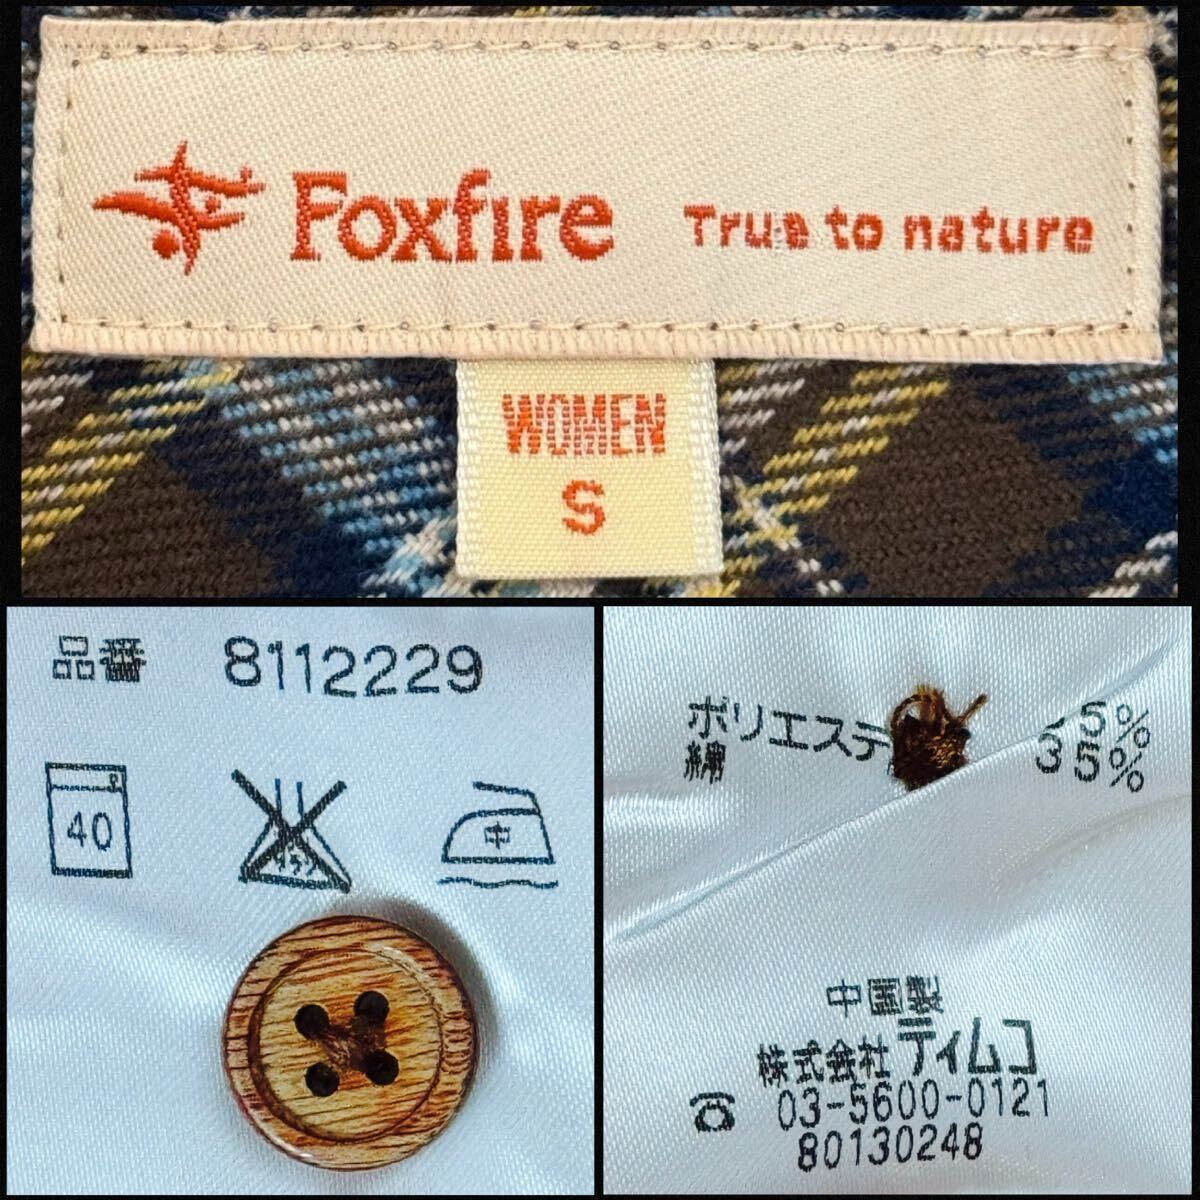 Foxfire True to nature
WOMEN
S
品番 8112229
40
中
ポリエステ 5%
綿 35%
中国製
株式会社ティムコ
☎ 03-5600-0121
80130248